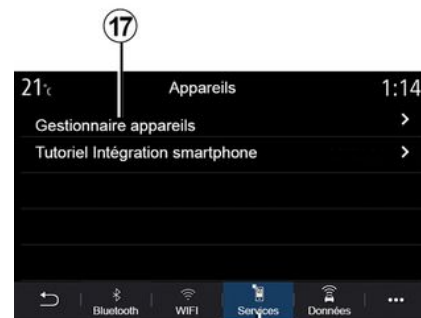 17
21°c Appareils 1:14
Gestionnaire appareils
Tutoriel Intégration smartphone
Bluetooth WIFI Services Données